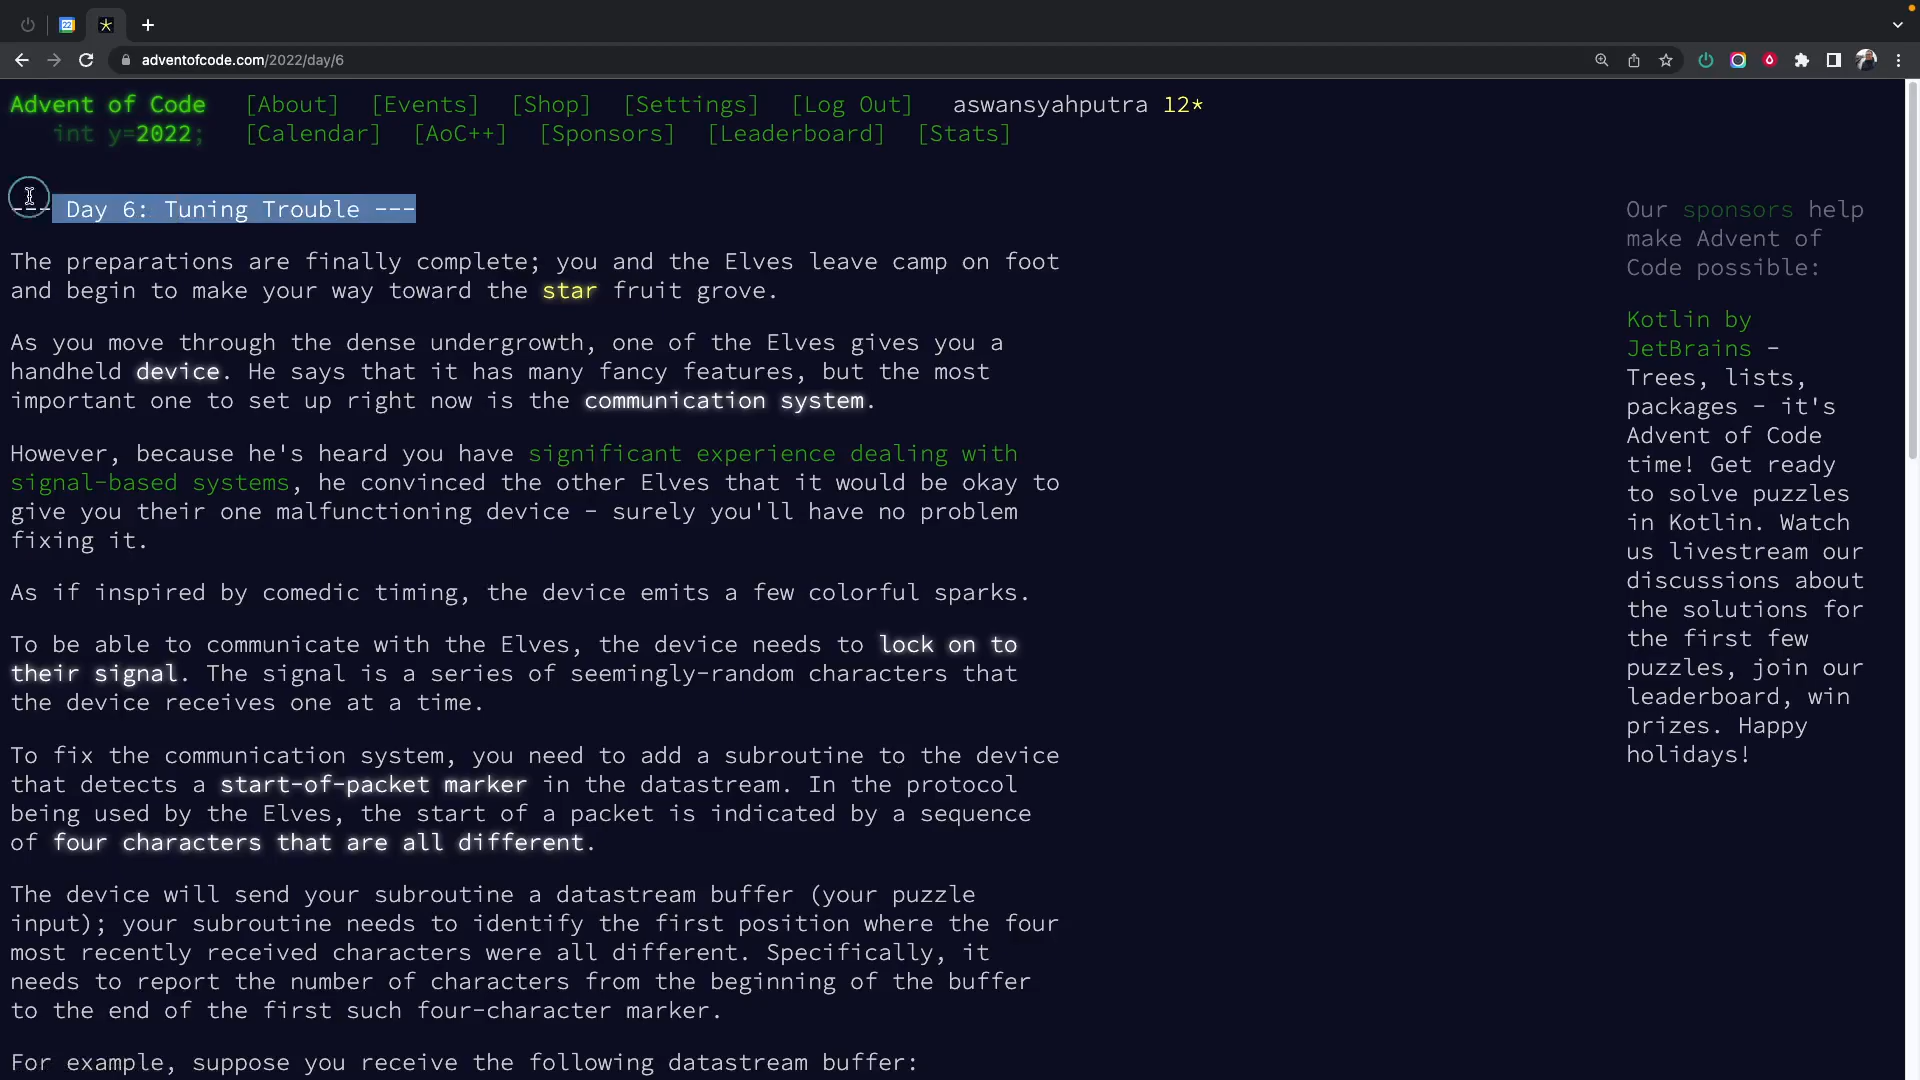 adventofcode.com/2022/day/6
Advent of Code [About] [Events] [Shop] [Settings] [Log Out] aswansyahputra 12*
int y=2022; [Calendar] [AoC++] [Sponsors] [Leaderboard] [Stats]
--- Day 6: Tuning Trouble ---
The preparations are finally complete; you and the Elves leave camp on foot
and begin to make your way toward the star fruit grove.
As you move through the dense undergrowth, one of the Elves gives you a
handheld device. He says that it has many fancy features, but the most
important one to set up right now is the communication system.
However, because he's heard you have significant experience dealing with
signal-based systems, he convinced the other Elves that it would be okay to
give you their one malfunctioning device - surely you'll have no problem
fixing it.
As if inspired by comedic timing, the device emits a few colorful sparks.
To be able to communicate with the Elves, the device needs to lock on to
their signal. The signal is a series of seemingly-random characters that
the device receives one at a time.
To fix the communication system, you need to add a subroutine to the device
that detects a start-of-packet marker in the datastream. In the protocol
being used by the Elves, the start of a packet is indicated by a sequence
of four characters that are all different.
The device will send your subroutine a datastream buffer (your puzzle
input); your subroutine needs to identify the first position where the four
most recently received characters were all different. Specifically, it
needs to report the number of characters from the beginning of the buffer
to the end of the first such four-character marker.
For example, suppose you receive the following datastream buffer:
Our sponsors help
make Advent of
Code possible:
Kotlin by
JetBrains -
Trees, lists,
packages - it's
Advent of Code
time! Get ready
to solve puzzles
in Kotlin. Watch
us livestream our
discussions about
the solutions for
the first few
puzzles, join our
leaderboard, win
prizes. Happy
holidays!